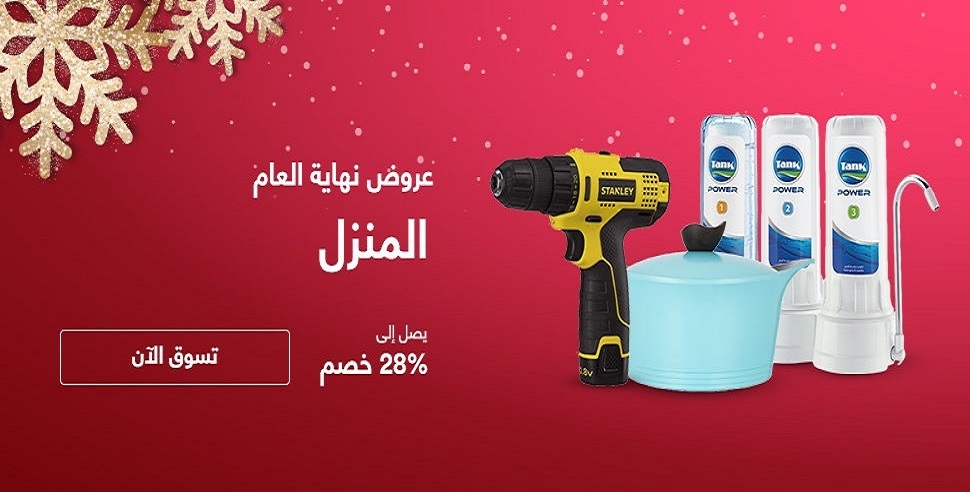 عروض نهاية العام
المنزل
يصل إلى
28% خصم
تسوق الآن
STANLEY
Tank
POWER
1
Tank
POWER
2
Tank
POWER
3